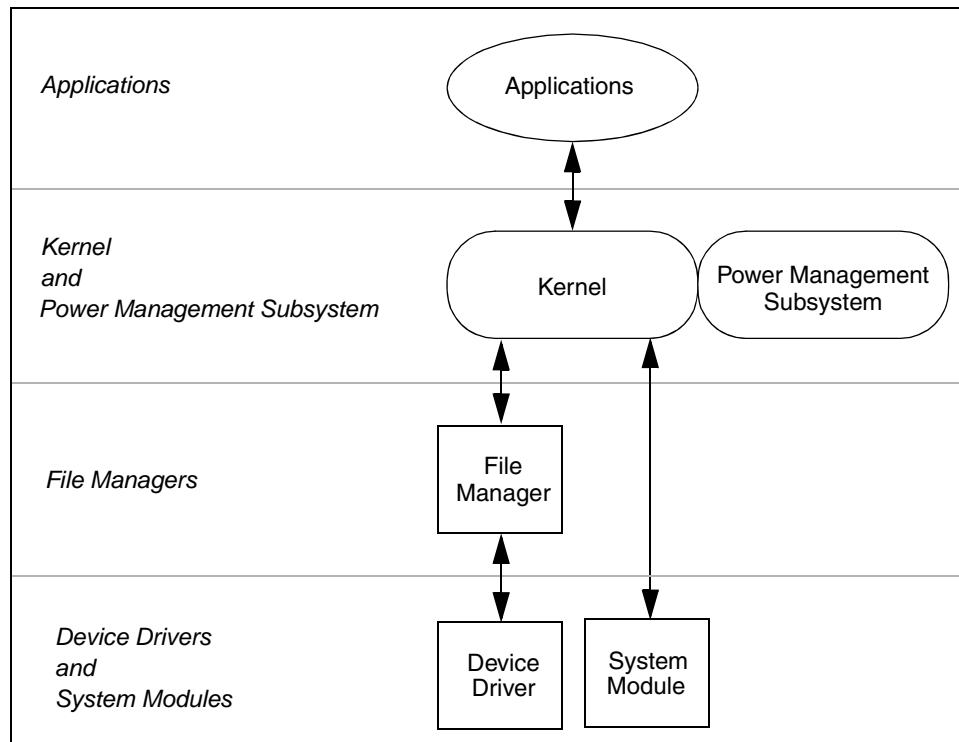 Applications
Applications
Kernel
and
Power Management Subsystem
Kernel
Power Management
Subsystem
File Managers
File
Manager
Device Drivers
and
System Modules
Device
Driver
System
Module